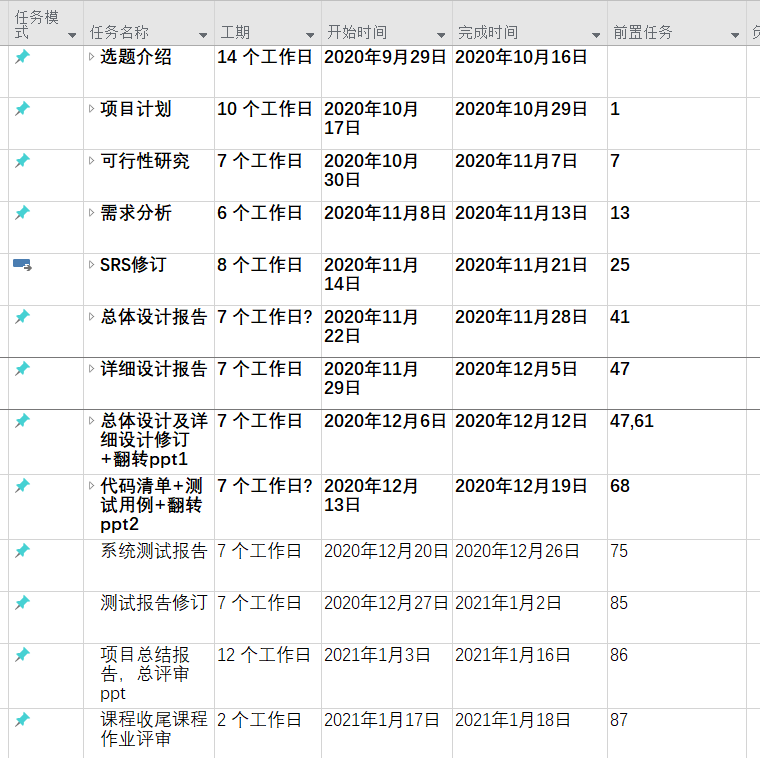 任务模式 任务名称 工期 开始时间 完成时间 前置任务
选题介绍 14 个工作日 2020年9月29日 2020年10月16日
项目计划 10 个工作日 2020年10月17日 2020年10月29日 1
可行性研究 7 个工作日 2020年10月30日 2020年11月7日 7
需求分析 6 个工作日 2020年11月8日 2020年11月13日 13
SRS修订 8 个工作日 2020年11月14日 2020年11月21日 25
总体设计报告 7 个工作日? 2020年11月22日 2020年11月28日 41
详细设计报告 7 个工作日 2020年11月29日 2020年12月5日 47
总体设计及详细设计修订+翻转ppt1 7 个工作日 2020年12月6日 2020年12月12日 47,61
代码清单+测试用例+翻转ppt2 7 个工作日? 2020年12月13日 2020年12月19日 68
系统测试报告 7 个工作日 2020年12月20日 2020年12月26日 75
测试报告修订 7 个工作日 2020年12月27日 2021年1月2日 85
项目总结报告，总评审ppt 12 个工作日 2021年1月3日 2021年1月16日 86
课程收尾课程作业评审 2 个工作日 2021年1月17日 2021年1月18日 87